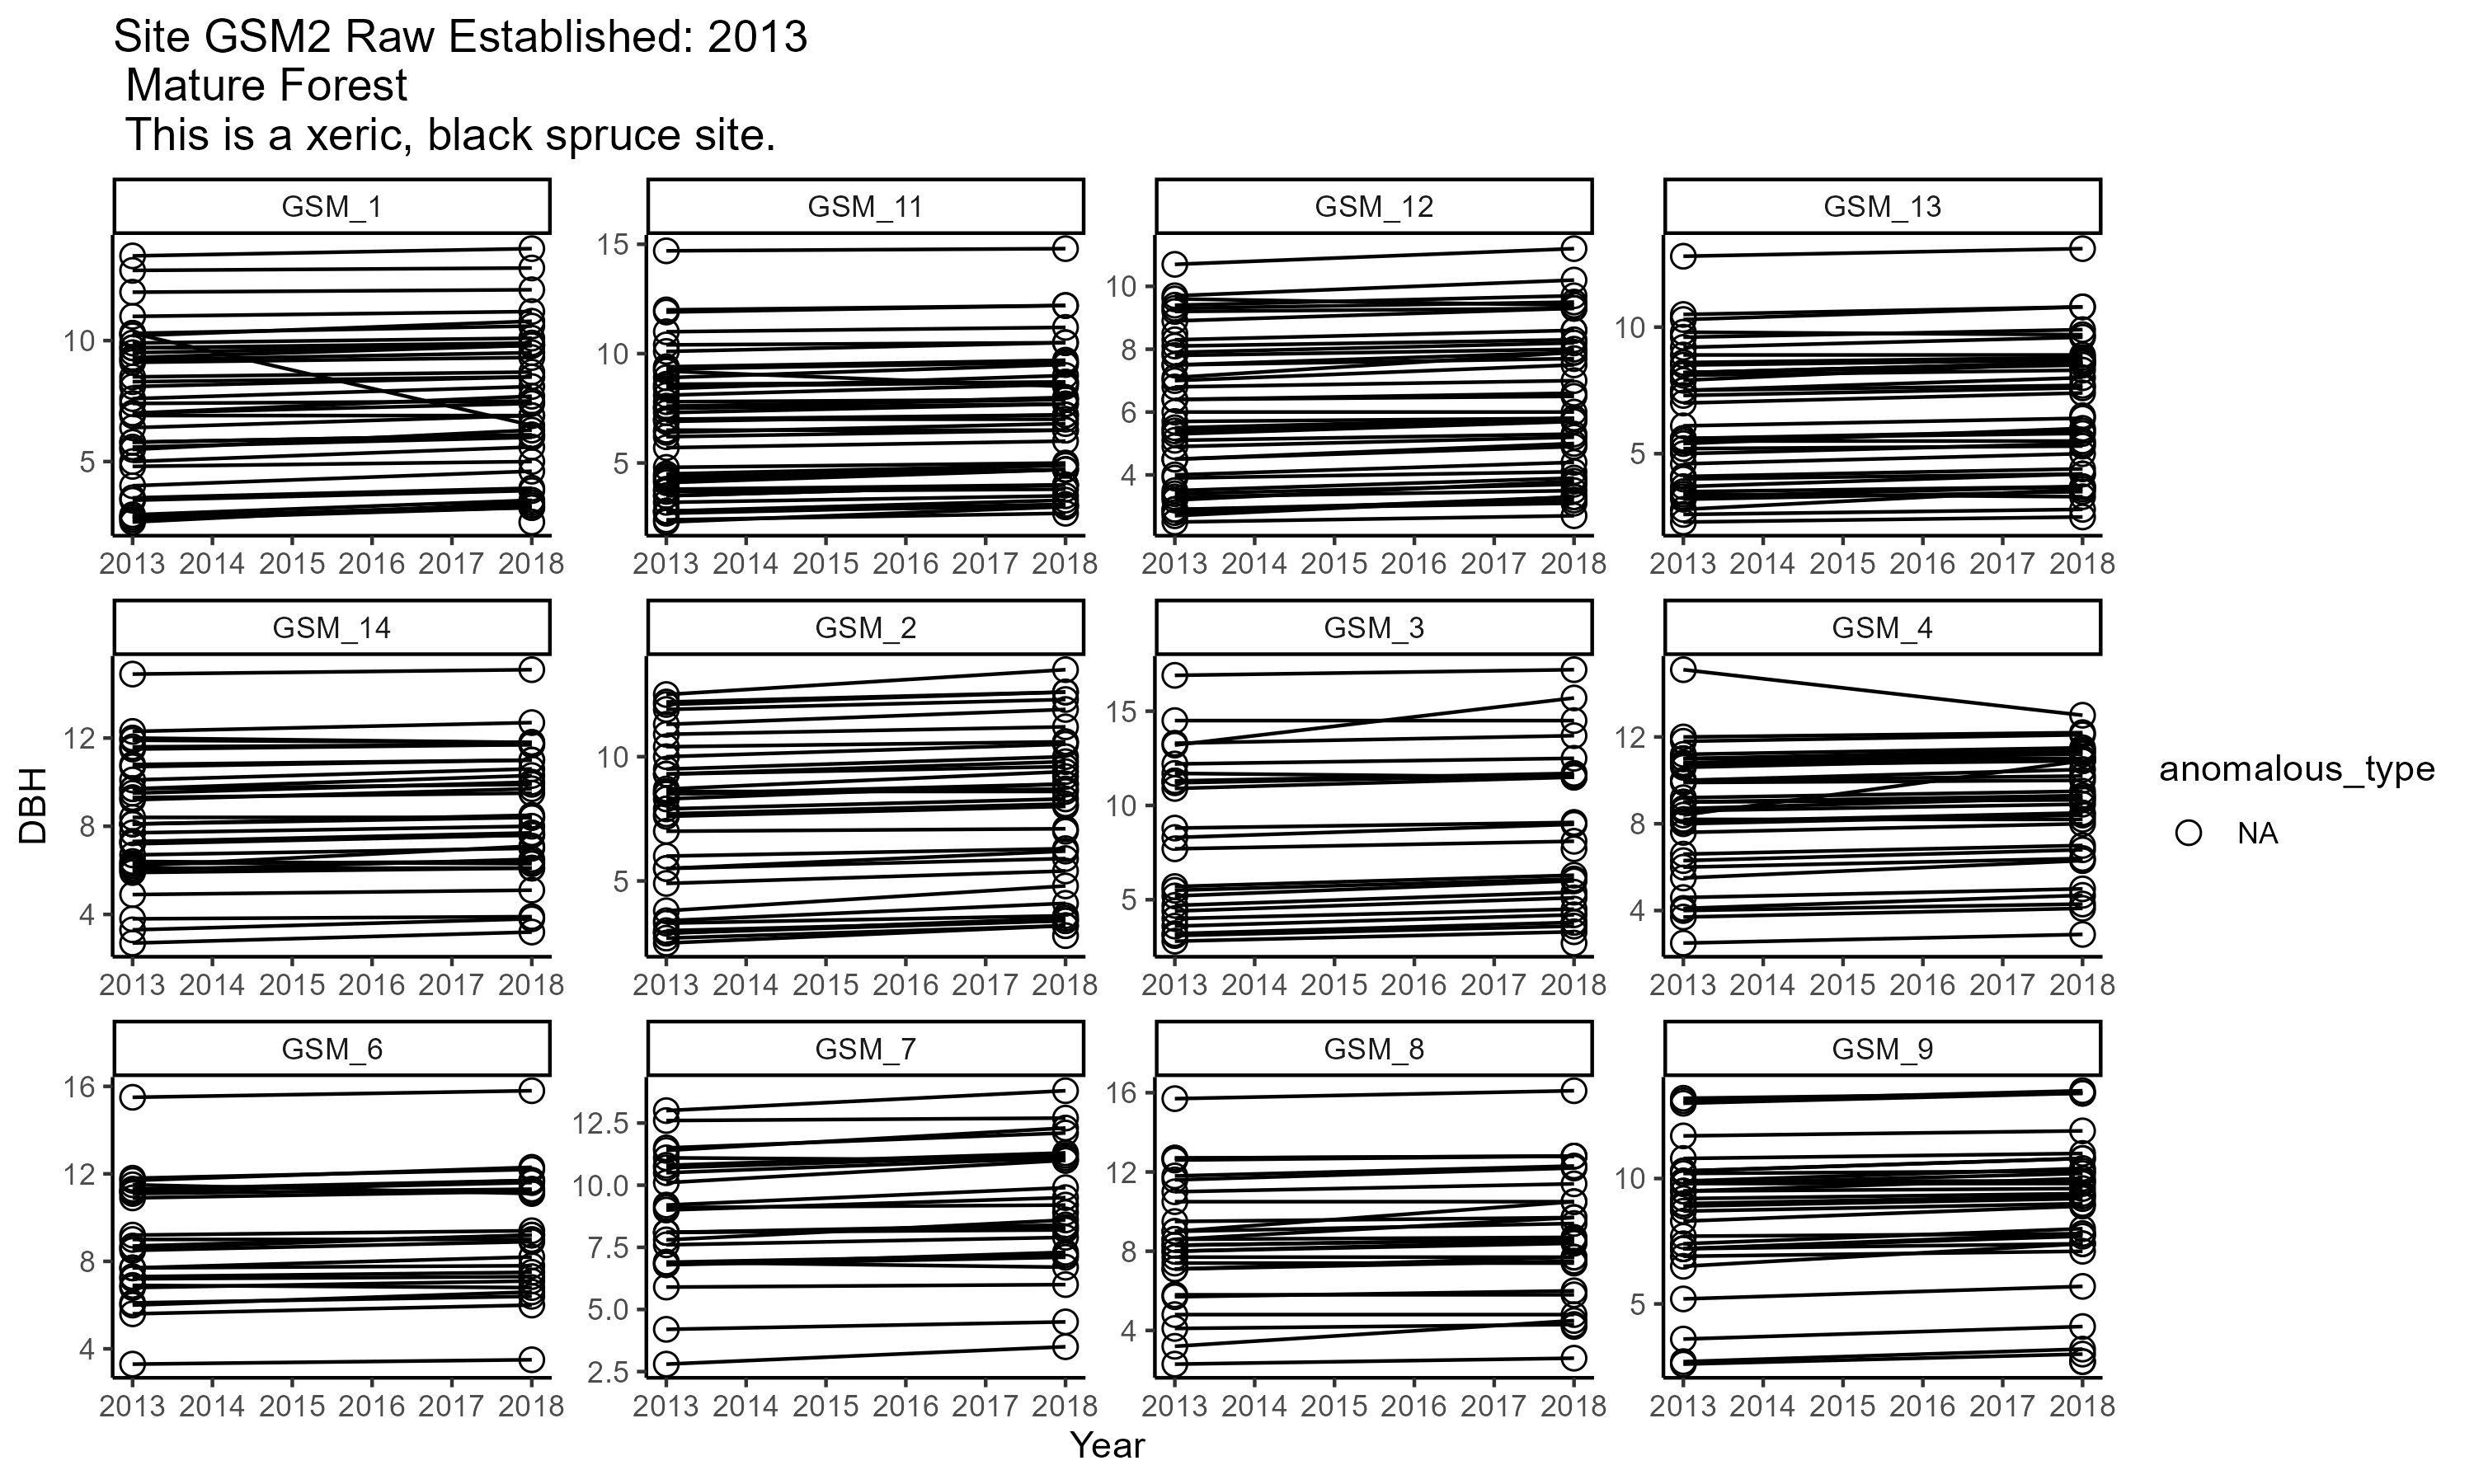 Site GSM2 Raw Established: 2013
Mature Forest
This is a xeric, black spruce site.
GSM_1 GSM_11 GSM_12 GSM_13
10
5
15
10
5
10
8
6
4
10
5
2013 2014 2015 2016 2017 2018 2013 2014 2015 2016 2017 2018 2013 2014 2015 2016 2017 2018 2013 2014 2015 2016 2017 2018
GSM_14 GSM_2 GSM_3 GSM_4
12
8
4
10
5
15
10
5
12
8
4
2013 2014 2015 2016 2017 2018 2013 2014 2015 2016 2017 2018 2013 2014 2015 2016 2017 2018 2013 2014 2015 2016 2017 2018
GSM_6 GSM_7 GSM_8 GSM_9
16
12
8
4
12.5
10.0
7.5
5.0
2.5
16
12
8
4
10
5
2013 2014 2015 2016 2017 2018 2013 2014 2015 2016 2017 2018 2013 2014 2015 2016 2017 2018 2013 2014 2015 2016 2017 2018
DBH
Year
anomalous_type
NA